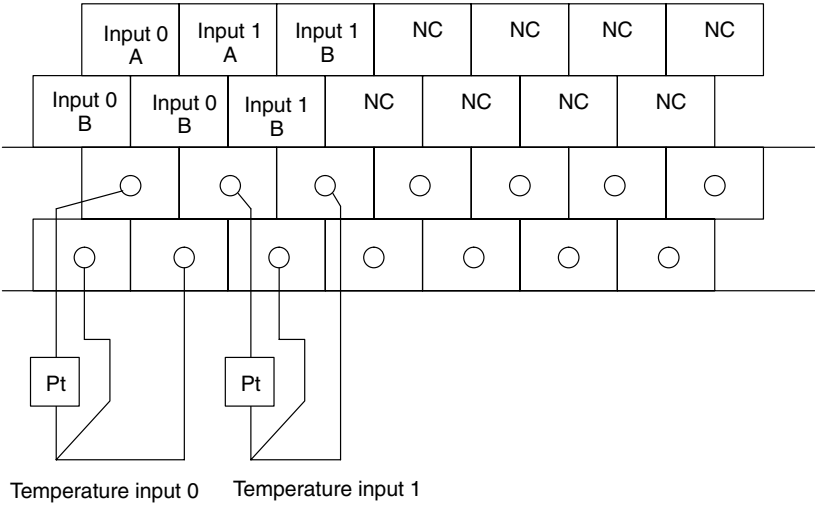 Input 0 Input 1 Input 1 NC NC NC NC
A A B
Input 0 Input 0 Input 1 NC NC NC NC
B B B
Pt Pt
Temperature input 0 Temperature input 1